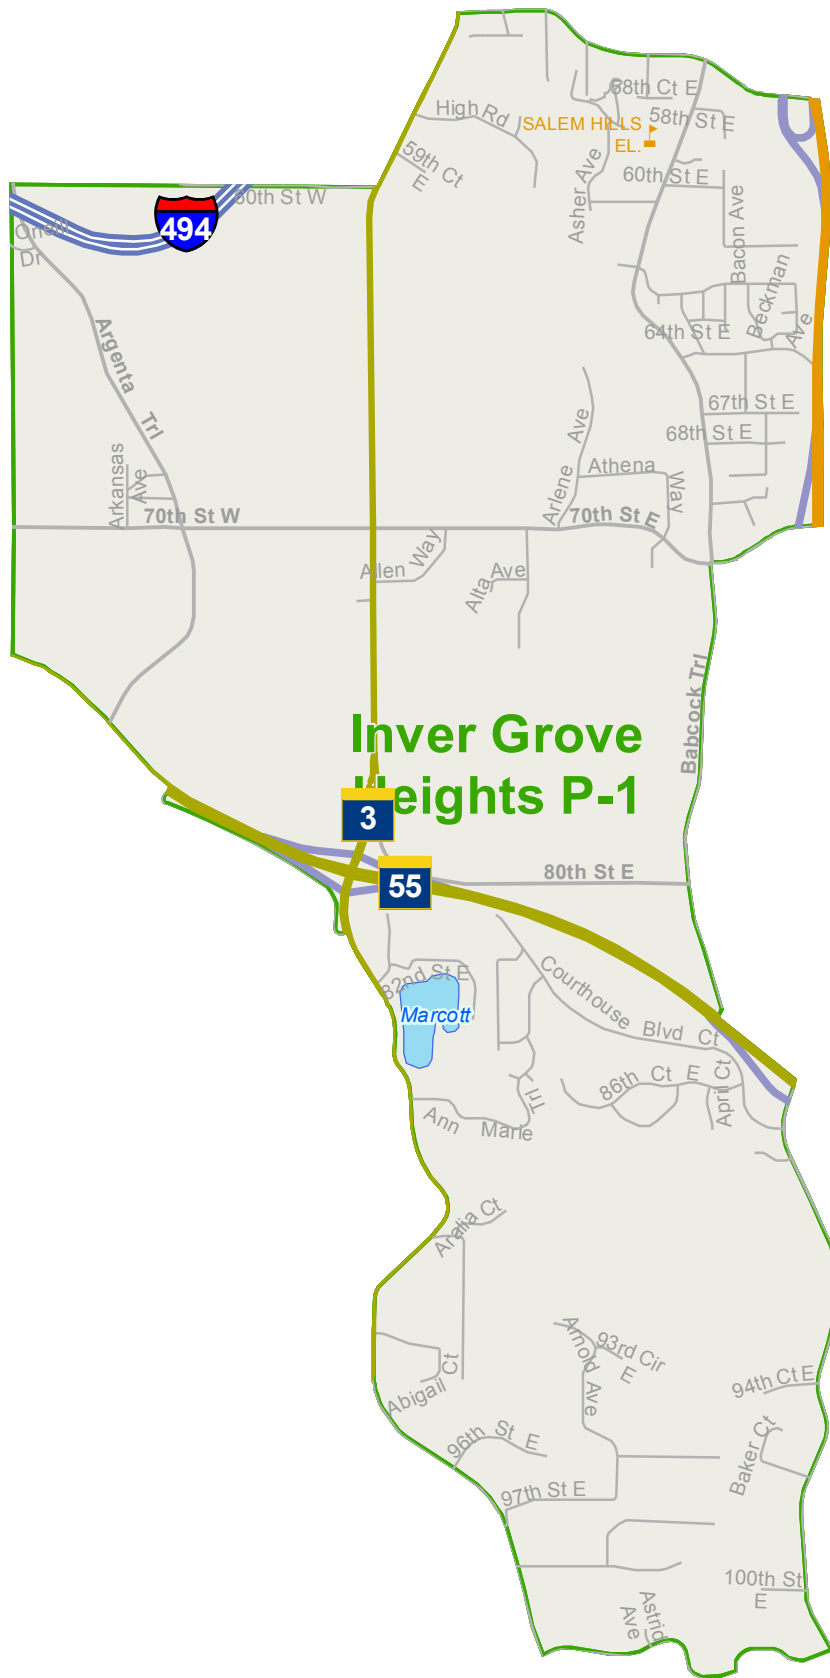 58th Ct E
High Rd
58th St E
SALEM HILLS
EL.
59th Ct
E
60th St E
60th St W
Asher Ave
494
Oneill
Dr
Bacon Ave
Beckman
Ave
64th St E
Argenta Trl
67th St E
68th St E
Arlene Ave
Athena
Way
Arkansas
Ave
70th St W
70th St E
Allen Way
Alta Ave
Babcock Trl
Inver Grove
Heights P-1
3
80th St E
55
82nd St E
Marcott
Courthouse Blvd Ct
86th Ct E
April Ct
Ann Marie
Trl
Aralia Ct
Arnold Ave
93rd Cir
E
94th Ct E
Abigail Ct
96th St E
Baker Ct
97th St E
100th St
E
Astrid
Ave